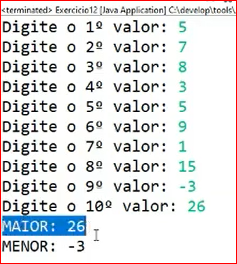 <terminated> Exercicio12 [Java Application] C:\develop\tools\
Digite o 1º valor: 5
Digite o 2º valor: 7
Digite o 3º valor: 8
Digite o 4º valor: 3
Digite o 5º valor: 5
Digite o 6º valor: 9
Digite o 7º valor: 1
Digite o 8º valor: 15
Digite o 9º valor: -3
Digite o 10º valor: 26
MAIOR: 26
MENOR: -3